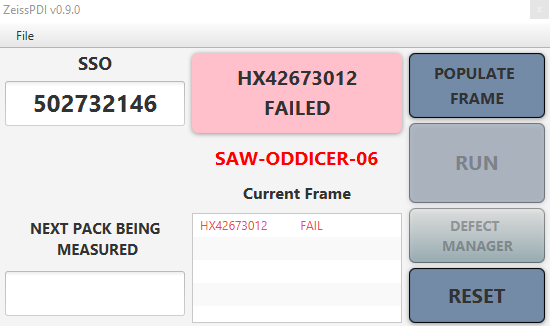 ZeissPDI v0.9.0
File
SSO
502732146
HX42673012
FAILED
SAW-ODDICER-06
Current Frame
HX42673012 FAIL
NEXT PACK BEING
MEASURED
POPULATE
FRAME
RUN
DEFECT
MANAGER
RESET